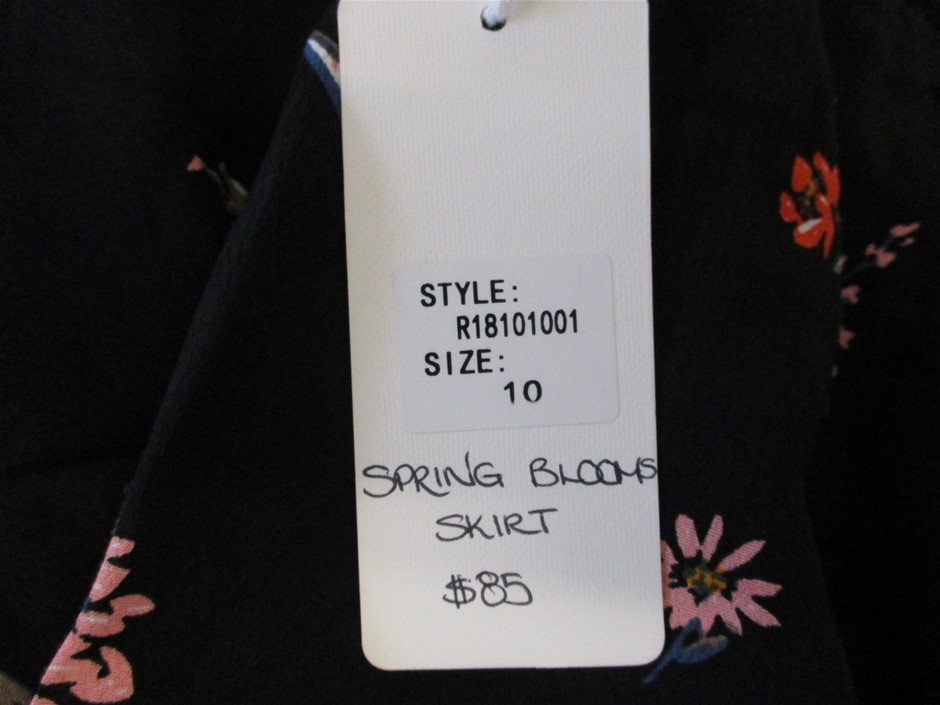 STYLE:
R18101001
SIZE:
10
SPRING BLOOMS
SKIRT
$85